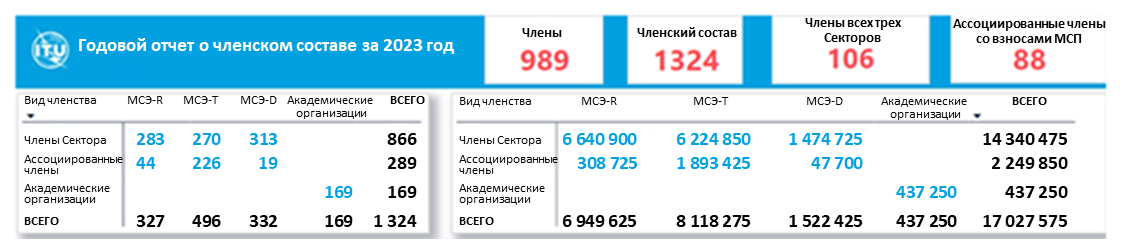 ITU
Годовой отчет о членском составе за 2023 год
Члены
989
Членский состав
1324
Члены всех трех
Секторов
106
Ассоциированные члены
со взносами МСП
88
Вид членства МСЭ-R МСЭ-T МСЭ-D Академические организации ВСЕГО
Члены Сектора 283 270 313 866
Ассоциированные члены 44 226 19 289
Академические организации 169 169
ВСЕГО 327 496 332 169 1 324
Вид членства МСЭ-R МСЭ-T МСЭ-D Академические организации ВСЕГО
Члены Сектора 6 640 900 6 224 850 1 474 725 14 340 475
Ассоциированные члены 308 725 1 893 425 47 700 2 249 850
Академические организации 437 250 437 250
ВСЕГО 6 949 625 8 118 275 1 522 425 437 250 17 027 575